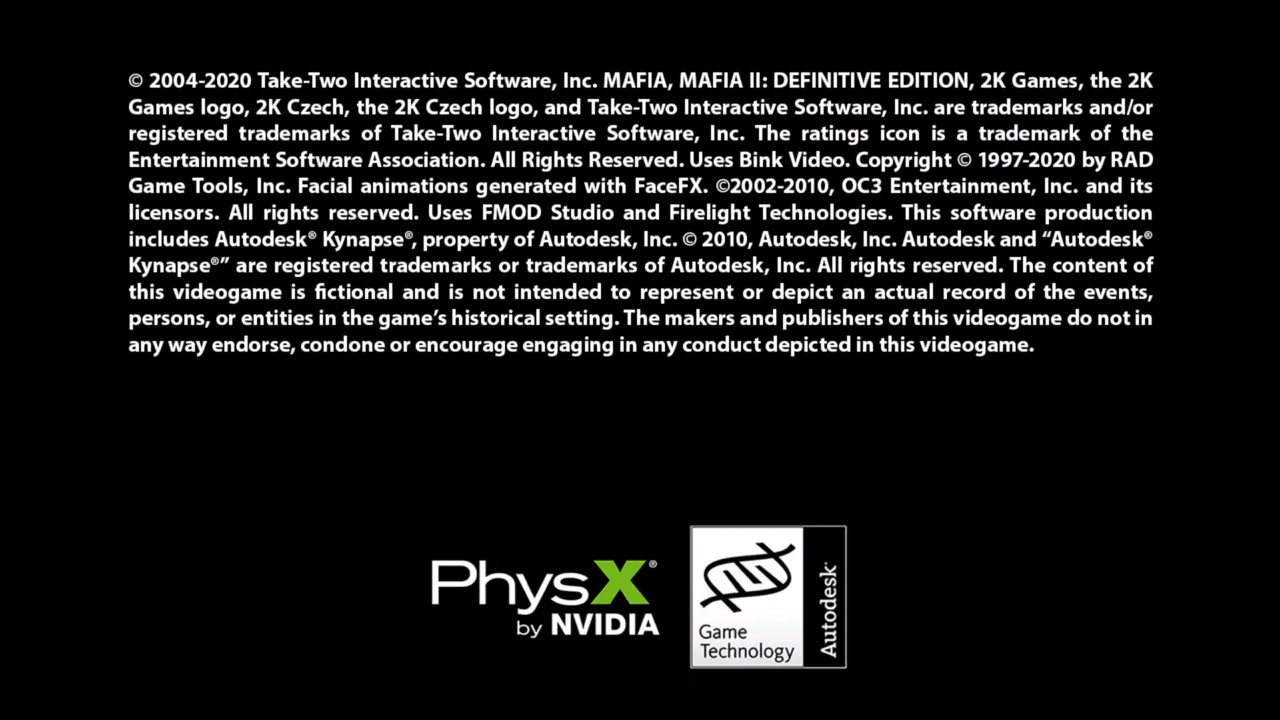 © 2004-2020 Take-Two Interactive Software, Inc. MAFIA, MAFIA II: DEFINITIVE EDITION, 2K Games, the 2K
Games logo, 2K Czech, the 2K Czech logo, and Take-Two Interactive Software, Inc. are trademarks and/or
registered trademarks of Take-Two Interactive Software, Inc. The ratings icon is a trademark of the
Entertainment Software Association. All Rights Reserved. Uses Bink Video. Copyright © 1997-2020 by RAD
Game Tools, Inc. Facial animations generated with FaceFX. ©2002-2010, OC3 Entertainment, Inc. and its
licensors. All rights reserved. Uses FMOD Studio and Firelight Technologies. This software production
includes Autodesk® Kynapse®, property of Autodesk, Inc. © 2010, Autodesk, Inc. Autodesk and “Autodesk®
Kynapse®” are registered trademarks or trademarks of Autodesk, Inc. All rights reserved. The content of
this videogame is fictional and is not intended to represent or depict an actual record of the events,
persons, or entities in the game’s historical setting. The makers and publishers of this videogame do not in
any way endorse, condone or encourage engaging in any conduct depicted in this videogame.
PhysX®
by NVIDIA
Game
Technology
Autodesk